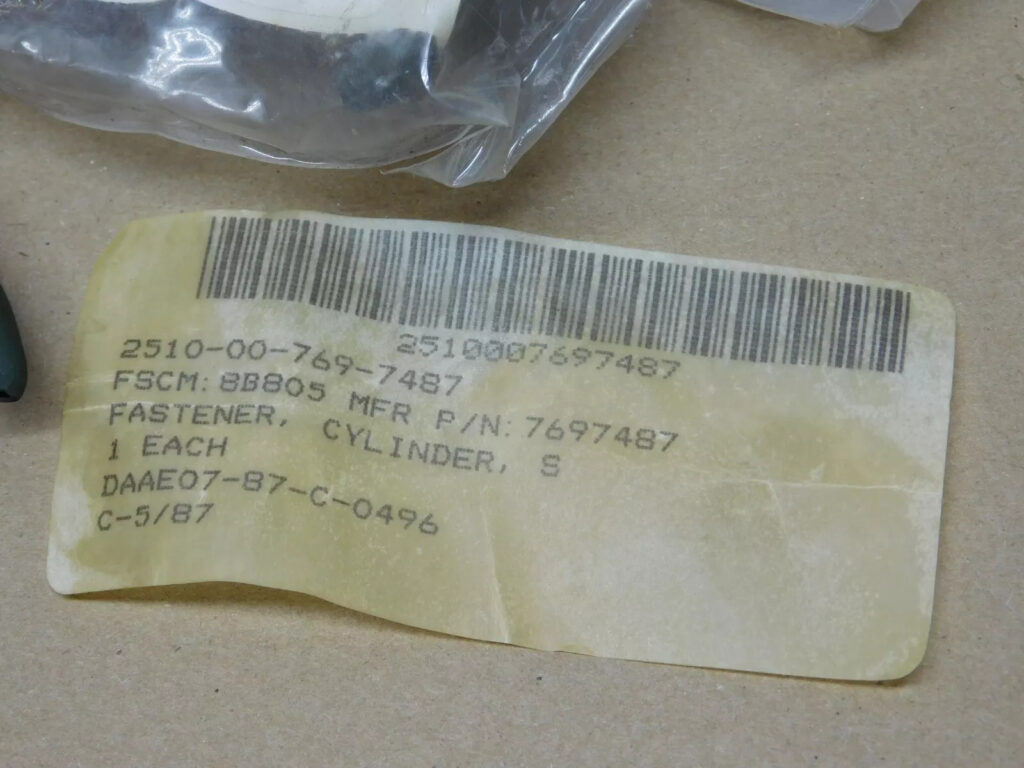 2510007697487
2510-00-769-7487
FSCM: 8B805 MFR P/N: 7697487
FASTENER, CYLINDER, S
1 EACH
DAAE07-87-C-0496
C-5/87